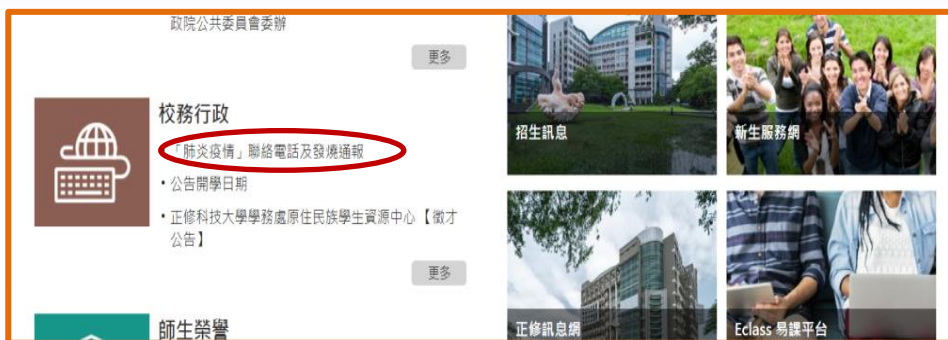 政院公共委員會委辦
更多
校務行政
「肺炎疫情」聯絡電話及發燒通報
• 公告開學日期
• 正修科技大學學務處原住民族學生資源中心【徵才
公告】
更多
師生榮譽
招生訊息
新生服務網
正修訊息網
Eclass 易課平台